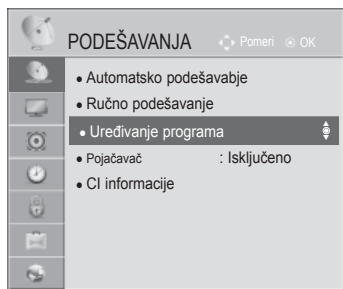 PODEŠAVANJA Pomeri OK
• Automatsko podešavabje
• Ručno podešavanje
• Uređivanje programa
• Pojačavač : Isključeno
• CI informacije